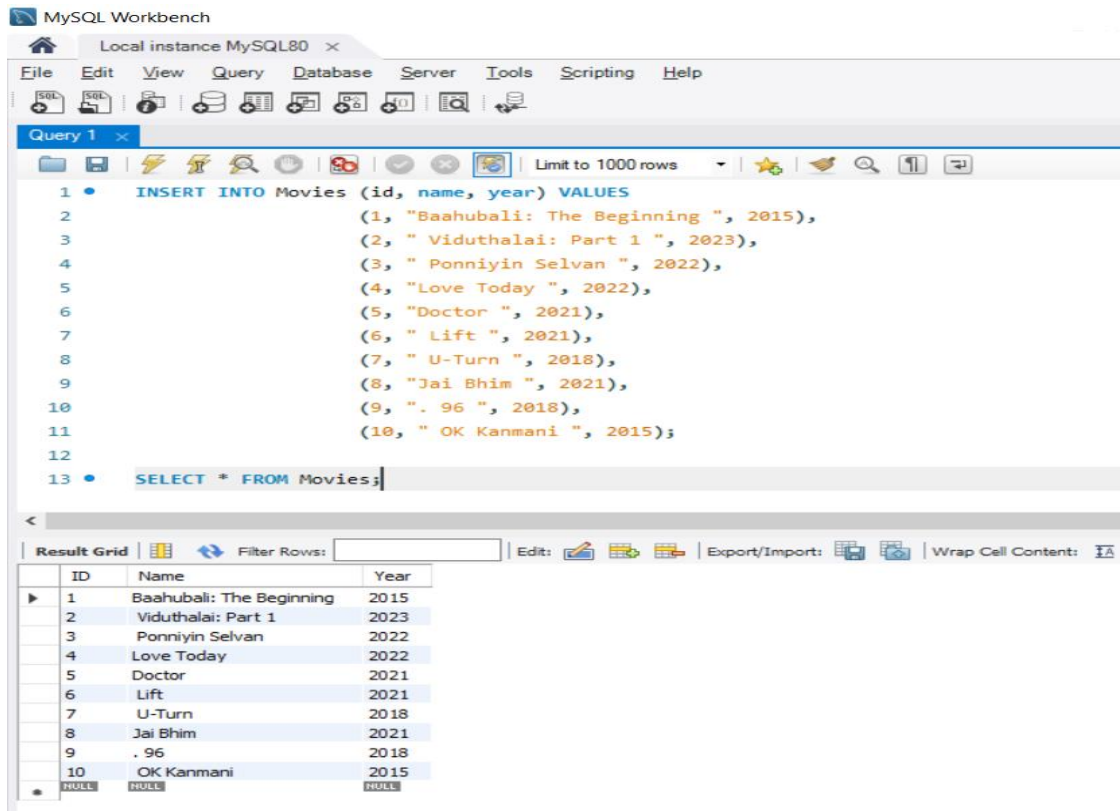 MySQL Workbench
Local instance MySQL80 ×
File Edit View Query Database Server Tools Scripting Help
Query 1 ×
Limit to 1000 rows
1 INSERT INTO Movies (id, name, year) VALUES
2 (1, "Baahubali: The Beginning ", 2015),
3 (2, " Viduthalai: Part 1 ", 2023),
4 (3, " Ponniyin Selvan ", 2022),
5 (4, "Love Today ", 2022),
6 (5, "Doctor ", 2021),
7 (6, " Lift ", 2021),
8 (7, " U-Turn ", 2018),
9 (8, "Jai Bhim ", 2021),
10 (9, ". 96 ", 2018),
11 (10, " OK Kanmani ", 2015);
12
13 SELECT * FROM Movies;
Result Grid Filter Rows: Edit: Export/Import: Wrap Cell Content: IA
ID Name Year
1 Baahubali: The Beginning 2015
2 Viduthalai: Part 1 2023
3 Ponniyin Selvan 2022
4 Love Today 2022
5 Doctor 2021
6 Lift 2021
7 U-Turn 2018
8 Jai Bhim 2021
9 . 96 2018
10 OK Kanmani 2015
NULL NULL NULL